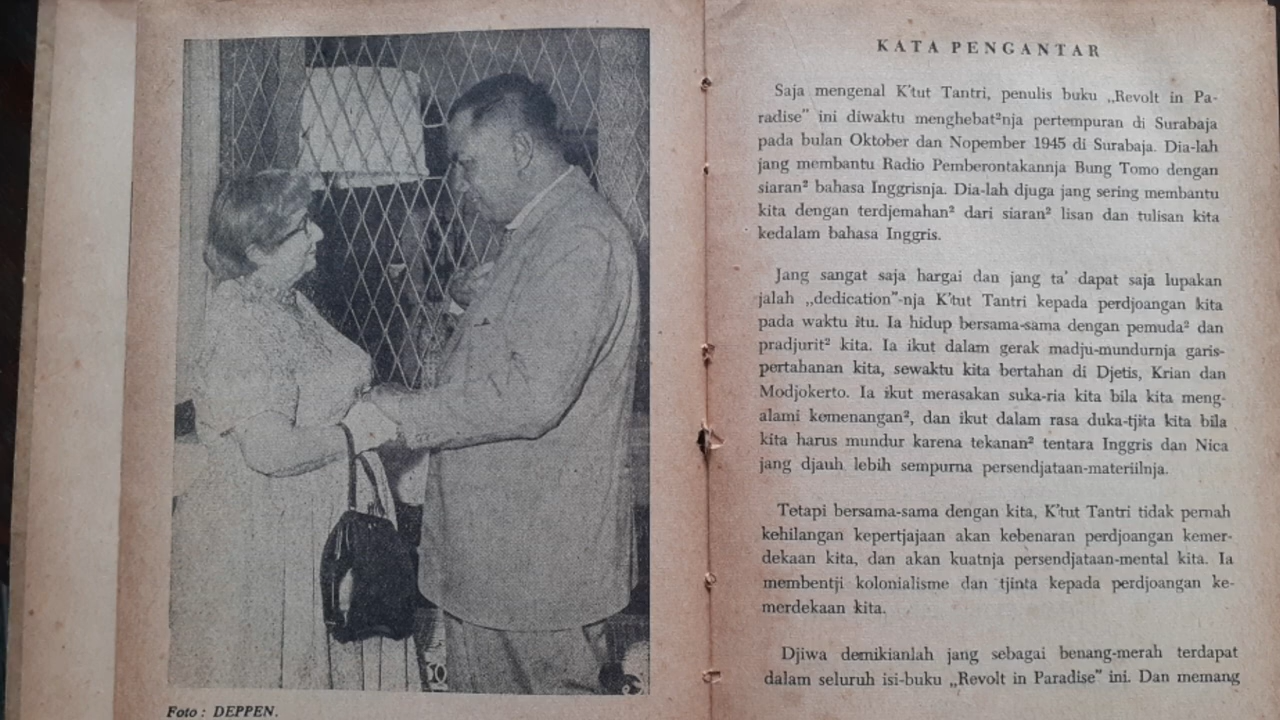 Foto : DEPPEN.
KATA PENGANTAR
Saja mengenal K'tut Tantri, penulis buku „Revolt in Pa-
radise" ini diwaktu menghebat²nja pertempuran di Surabaja
pada bulan Oktober dan Nopember 1945 di Surabaja. Dia-lah
jang membantu Radio Pemberontakannja Bung Tomo dengan
siaran² bahasa Inggrisnja. Dia-lah djuga jang sering membantu
kita dengan terdjemahan² dari siaran² lisan dan tulisan kita
kedalam bahasa Inggris.
Jang sangat saja hargai dan jang ta' dapat saja lupakan
jalah „dedication"-nja K'tut Tantri kepada perdjoangan kita
pada waktu itu. Ia hidup bersama-sama dengan pemuda² dan
pradjurit² kita. Ia ikut dalam gerak madju-mundurnja garis-
pertahanan kita, sewaktu kita bertahan di Djetis, Krian dan
Modjokerto. Ia ikut merasakan suka-ria kita bila kita meng-
alami kemenangan², dan ikut dalam rasa duka-tjita kita bila
kita harus mundur karena tekanan² tentara Inggris dan Nica
jang djauh lebih sempurna persendjataan-materiilnja.
Tetapi bersama-sama dengan kita, K'tut Tantri tidak pernah
kehilangan kepertjajaan akan kebenaran perdjoangan kemer-
dekaan kita, dan akan kuatnja persendjataan-mental kita. Ia
membentji kolonialisme dan tjinta kepada perdjoangan ke-
merdekaan kita.
Djiwa demikianlah jang sebagai benang-merah terdapat
dalam seluruh isi-buku „Revolt in Paradise" ini. Dan memang